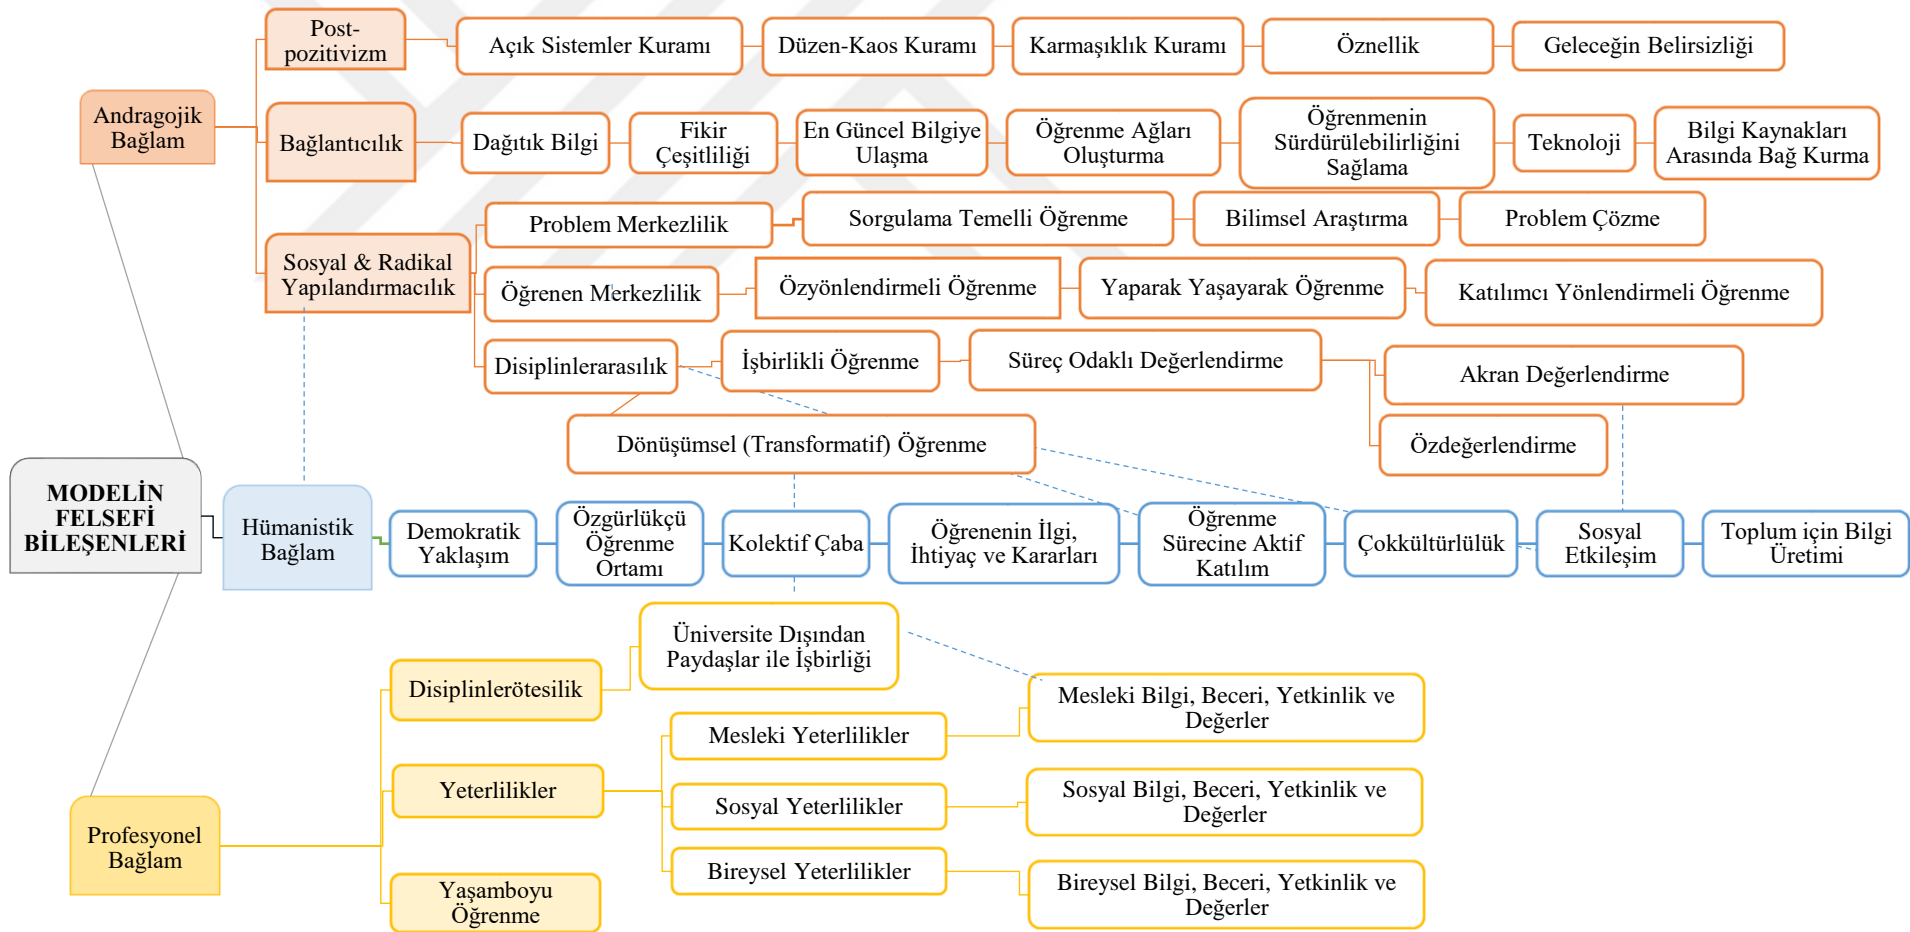 Post-
pozitivizm
Açık Sistemler Kuramı
Düzen-Kaos Kuramı
Karmaşıklık Kuramı
Öznellik
Geleceğin Belirsizliği
Andragojik
Bağlam
Bağlantıcılık
Dağıtık Bilgi
Fikir
Çeşitliliği
En Güncel Bilgiye
Ulaşma
Öğrenme Ağları
Oluşturma
Öğrenmenin
Sürdürülebilirliğini
Sağlama
Teknoloji
Bilgi Kaynakları
Arasında Bağ Kurma
Sosyal & Radikal
Yapılandırmacılık
Problem Merkezlilik
Sorgulama Temelli Öğrenme
Bilimsel Araştırma
Problem Çözme
Öğrenen Merkezlilik
Özyönlendirmeli Öğrenme
Yaparak Yaşayarak Öğrenme
Katılımcı Yönlendirmeli Öğrenme
Disiplinlerarasılık
İşbirlikli Öğrenme
Süreç Odaklı Değerlendirme
Akran Değerlendirme
Özdeğerlendirme
Dönüşümsel (Transformatif) Öğrenme
MODELİN
FELSEFİ
BİLEŞENLERİ
Hümanistik
Bağlam
Demokratik
Yaklaşım
Özgürlükçü
Öğrenme
Ortamı
Kolektif Çaba
Öğrenenin İlgi,
İhtiyaç ve Kararları
Öğrenme
Sürecine Aktif
Katılım
Çokkültürlülük
Sosyal
Etkileşim
Toplum için Bilgi
Üretimi
Profesyonel
Bağlam
Disiplinlerötesilik
Üniversite Dışından
Paydaşlar ile İşbirliği
Yeterlilikler
Mesleki Yeterlilikler
Mesleki Bilgi, Beceri, Yetkinlik ve
Değerler
Sosyal Yeterlilikler
Sosyal Bilgi, Beceri, Yetkinlik ve
Değerler
Bireysel Yeterlilikler
Bireysel Bilgi, Beceri, Yetkinlik ve
Değerler
Yaşamboyu
Öğrenme